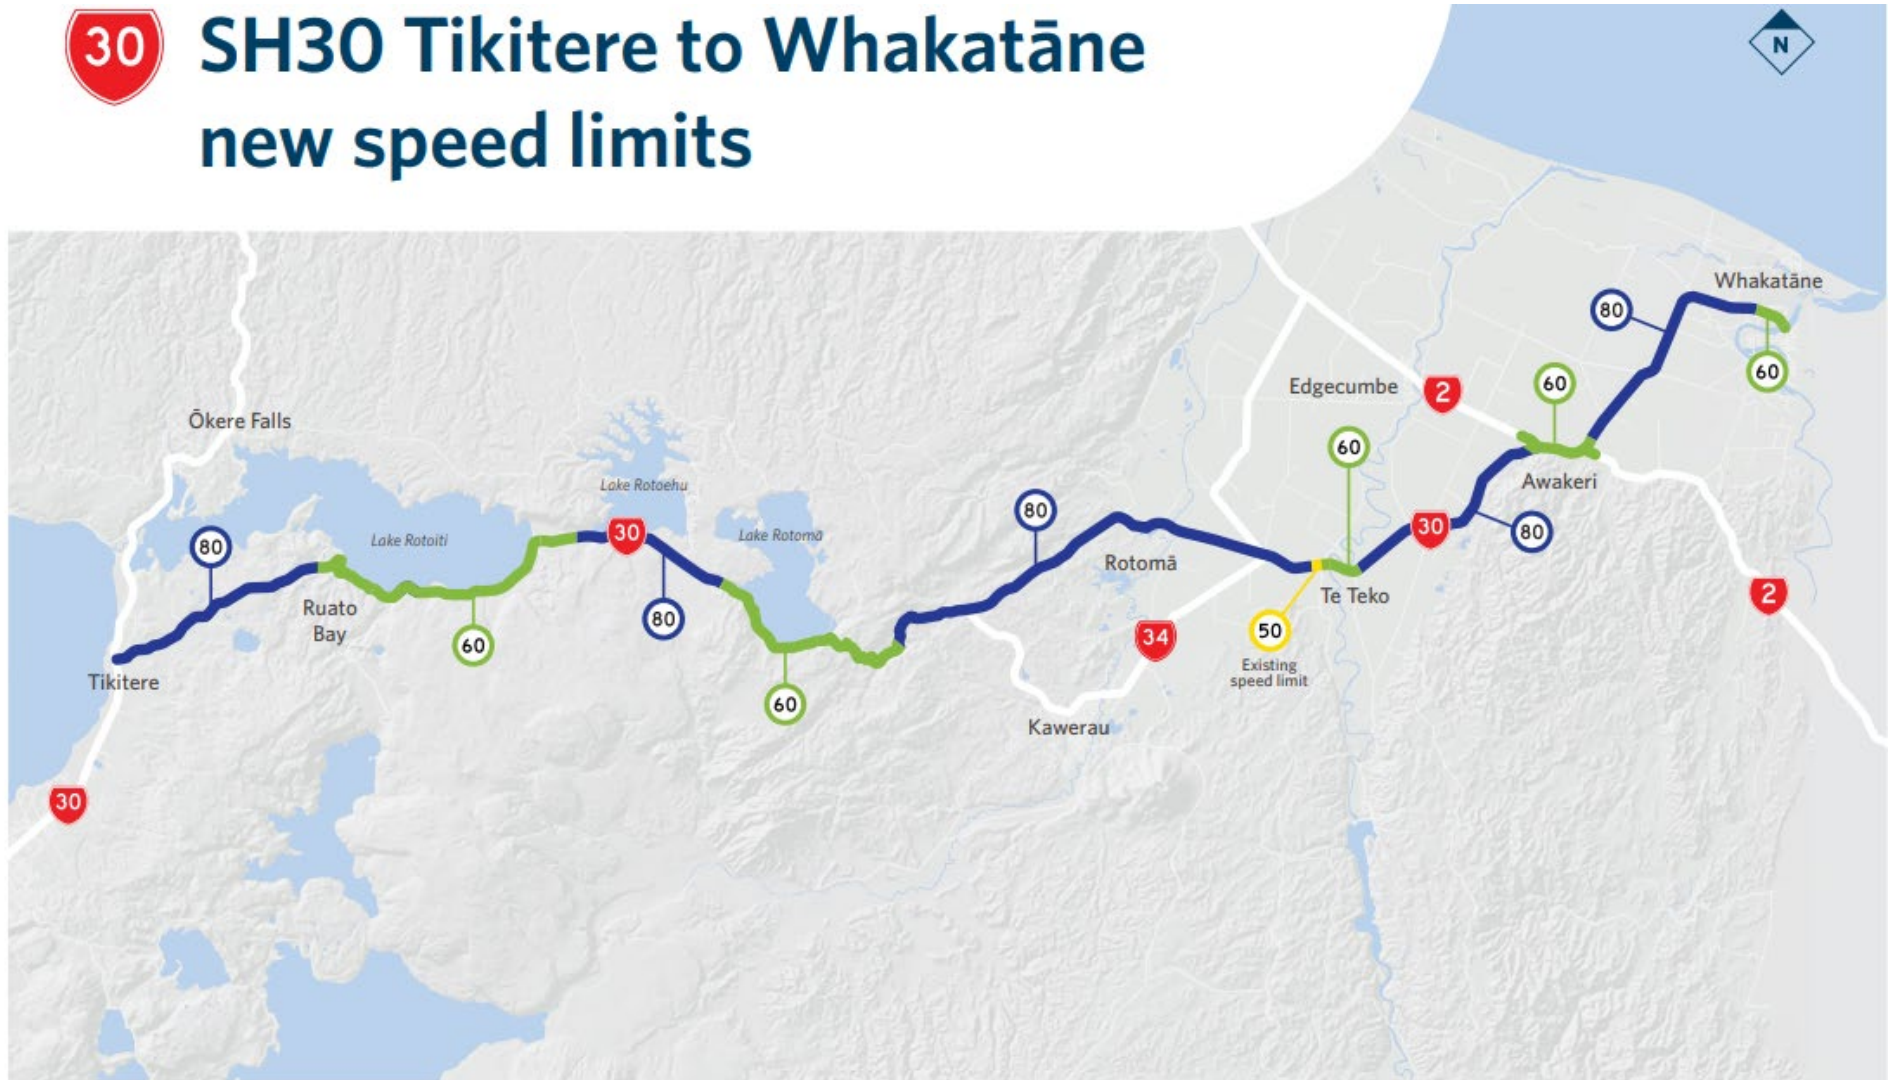 30
SH30 Tikitere to Whakatāne
new speed limits
N
Whakatāne
80
60
Edgecumbe
2
60
Ōkere Falls
60
Awakeri
Lake Rotoehu
80
30
Lake Rotomā
Lake Rotoiti
80
30
80
Rotomā
Te Teko
2
Ruato
Bay
80
60
50
34
Existing
speed limit
Tikitere
60
Kawerau
30